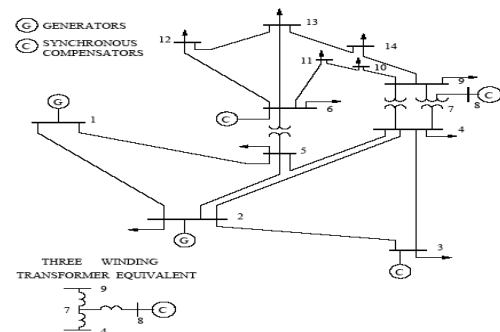 G GENERATORS
C SYNCHRONOUS
COMPENSATORS
13
12
14
11
10
9
C
7
8
6
C
G
1
4
5
2
G
3
C
THREE WINDING
TRANSFORMER EQUIVALENT
9
7
C
8
4